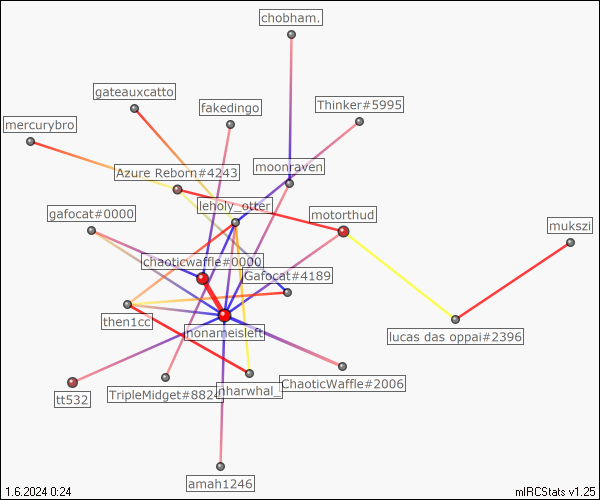 chobham.
gateauxcatto
fakedingo
Thinker#5995
mercurybro
Azure Reborn#4243
moonraven
gafocat#0000
leholy_otter
motorthud
mukszi
chaoticwaffle#0000
Gafocat#4189
then1cc
nonameisleft
lucas das oppai#2396
tt532
TripleMidget#8824
nharwhal_
ChaoticWaffle#2006
amah1246
1.6.2024 0:24
mIRCStats v1.25